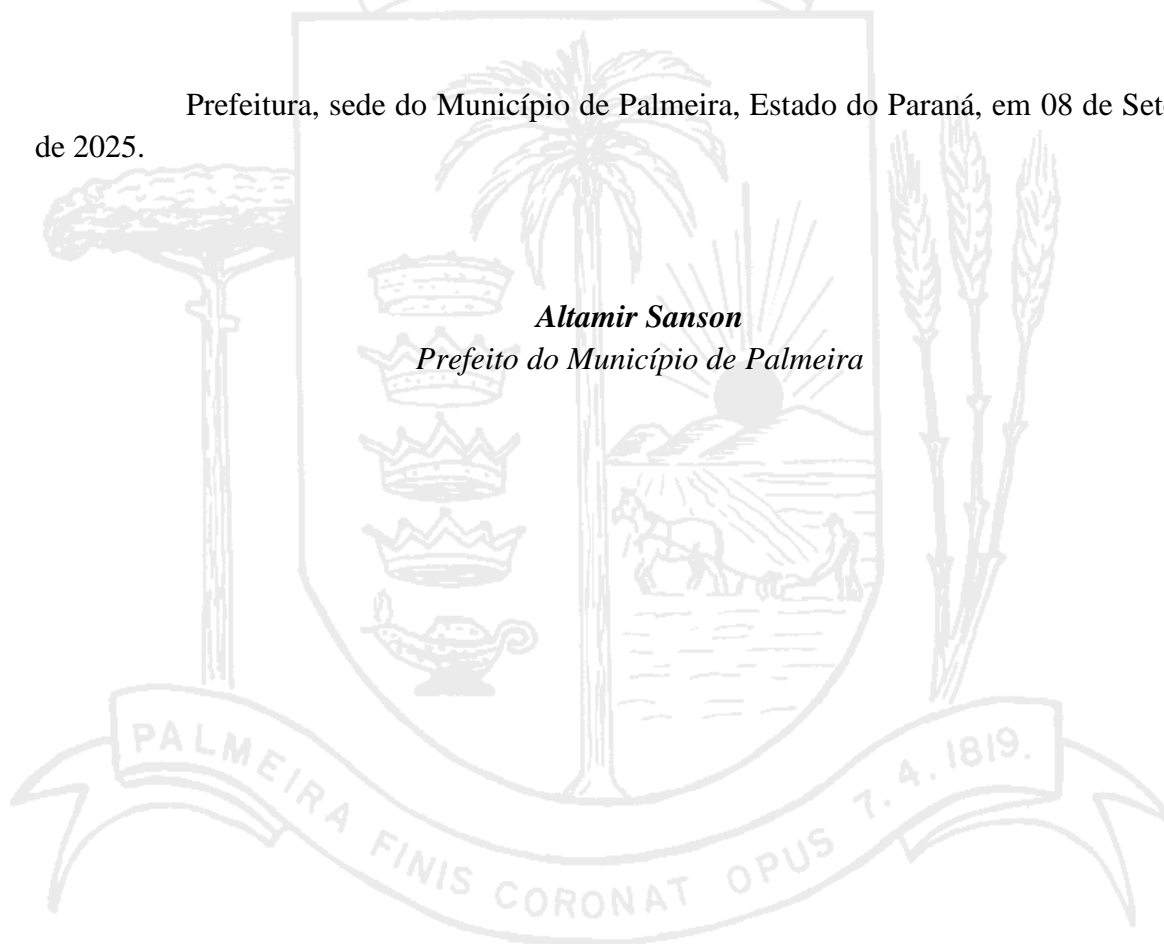 Prefeitura, sede do Município de Palmeira, Estado do Paraná, em 08 de Set
de 2025.
Altamir Sanson
Prefeito do Município de Palmeira
PALMEIRA FINIS CORONAT OPUS 7.4.1819.